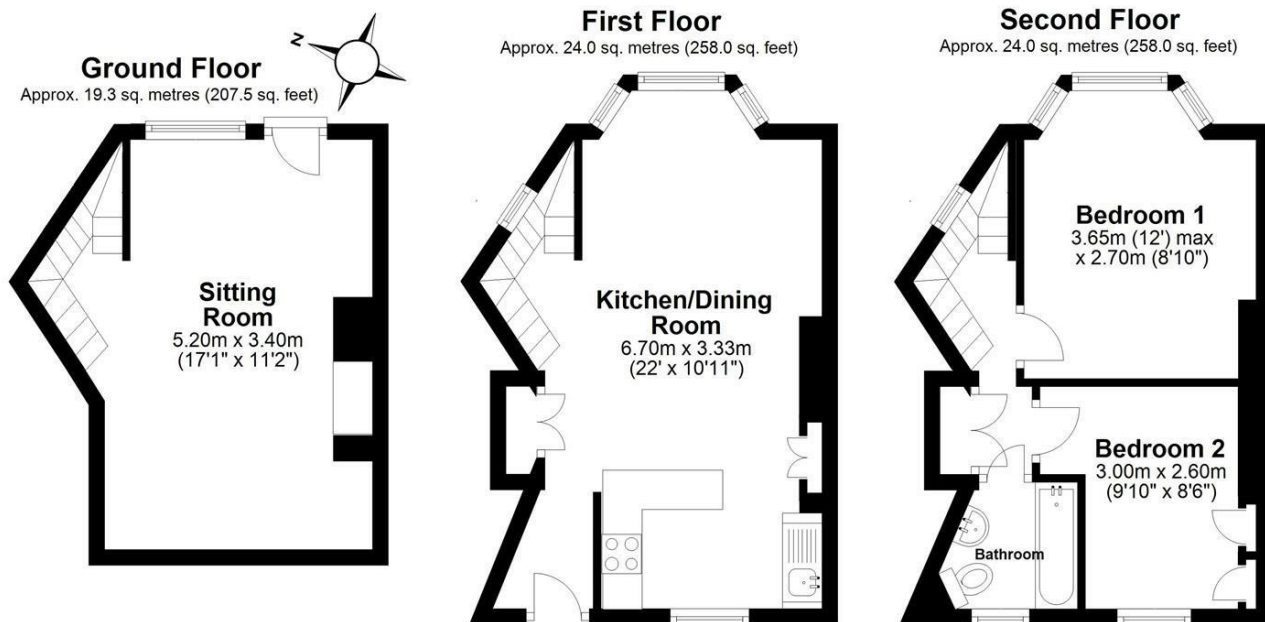 Ground Floor
Approx. 19.3 sq. metres (207.5 sq. feet)
N
Sitting
Room
5.20m x 3.40m
(17'1" x 11'2")
First Floor
Approx. 24.0 sq. metres (258.0 sq. feet)
Kitchen/Dining
Room
6.70m x 3.33m
(22' x 10'11")
Second Floor
Approx. 24.0 sq. metres (258.0 sq. feet)
Bedroom 1
3.65m (12') max
x 2.70m (8'10")
Bedroom 2
3.00m x 2.60m
(9'10" x 8'6")
Bathroom